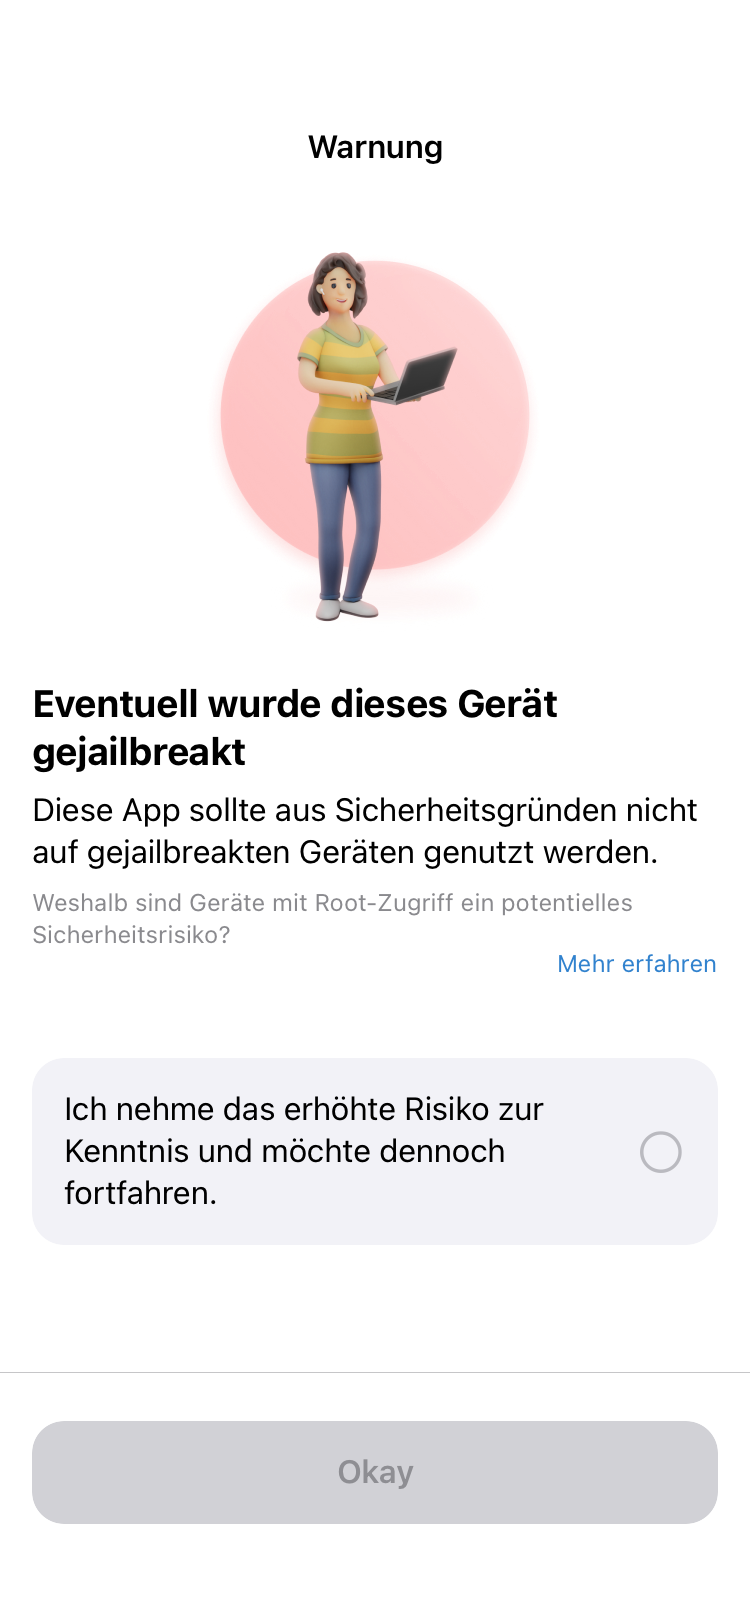 Warnung
Eventuell wurde dieses Gerät
gejailbreakt
Diese App sollte aus Sicherheitsgründen nicht
auf gejailbreakten Geräten genutzt werden.
Weshalb sind Geräte mit Root-Zugriff ein potentielles
Sicherheitsrisiko?
Mehr erfahren
Ich nehme das erhöhte Risiko zur
Kenntnis und möchte dennoch
fortfahren.
Okay